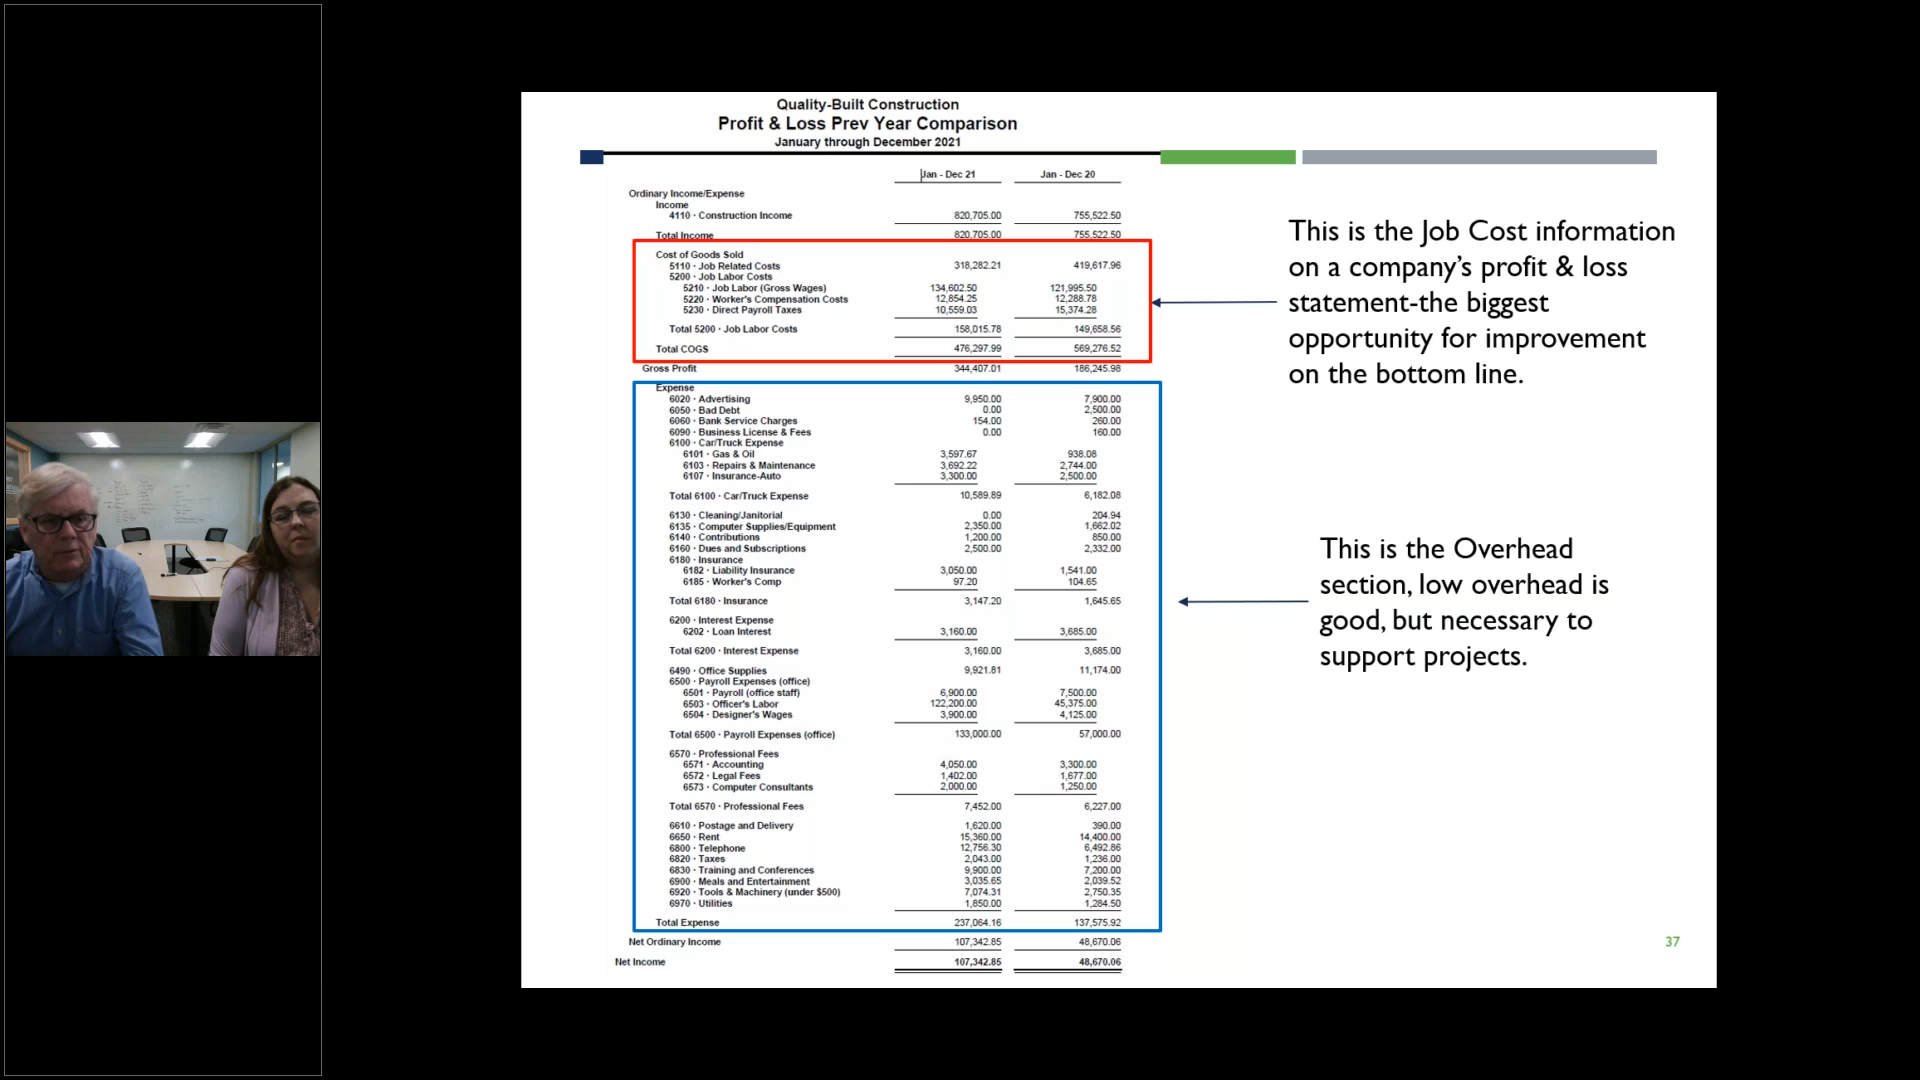 Quality-Built Construction
Profit & Loss Prev Year Comparison
January through December 2021
Jan - Dec 21 Jan - Dec 20
Ordinary Income/Expense
Income
4110 · Construction Income 820,705.00 755,522.50
Total Income 820,705.00 755,522.50
Cost of Goods Sold
5110 · Job Related Costs 318,282.21 419,617.96
5200 · Job Labor Costs
5210 · Job Labor (Gross Wages) 134,602.50 121,995.50
5220 · Worker's Compensation Costs 12,854.25 12,288.78
5230 · Direct Payroll Taxes 10,559.03 15,374.28
Total 5200 · Job Labor Costs 158,015.78 149,658.56
Total COGS 476,297.99 569,276.52
Gross Profit 344,407.01 186,245.98
Expense
6020 · Advertising 9,950.00 7,900.00
6050 · Bad Debt 0.00 2,500.00
6060 · Bank Service Charges 154.00 260.00
6090 · Business License & Fees 0.00 160.00
6100 · Car/Truck Expense
6101 · Gas & Oil 3,597.67 938.08
6103 · Repairs & Maintenance 3,692.22 2,744.00
6107 · Insurance-Auto 3,300.00 2,500.00
Total 6100 · Car/Truck Expense 10,589.89 6,182.08
6130 · Cleaning/Janitorial 0.00 204.94
6135 · Computer Supplies/Equipment 2,350.00 1,662.02
6140 · Contributions 1,200.00 850.00
6160 · Dues and Subscriptions 2,500.00 2,332.00
6180 · Insurance
6182 · Liability Insurance 3,050.00 1,541.00
6185 · Worker's Comp 97.20 104.65
Total 6180 · Insurance 3,147.20 1,645.65
6200 · Interest Expense
6202 · Loan Interest 3,160.00 3,685.00
Total 6200 · Interest Expense 3,160.00 3,685.00
6490 · Office Supplies 9,921.81 11,174.00
6500 · Payroll Expenses (office)
6501 · Payroll (office staff) 6,900.00 7,500.00
6503 · Officer's Labor 122,200.00 45,375.00
6504 · Designer's Wages 3,900.00 4,125.00
Total 6500 · Payroll Expenses (office) 133,000.00 57,000.00
6570 · Professional Fees
6571 · Accounting 4,050.00 3,300.00
6572 · Legal Fees 1,402.00 1,677.00
6573 · Computer Consultants 2,000.00 1,250.00
Total 6570 · Professional Fees 7,452.00 6,227.00
6610 · Postage and Delivery 1,620.00 390.00
6650 · Rent 15,360.00 14,400.00
6800 · Telephone 12,756.30 6,492.86
6820 · Taxes 2,043.00 1,236.00
6830 · Training and Conferences 9,900.00 7,200.00
6900 · Meals and Entertainment 3,035.65 2,039.52
6920 · Tools & Machinery (under $500) 7,074.31 2,750.35
6970 · Utilities 1,850.00 1,284.50
Total Expense 237,064.16 137,575.92
Net Ordinary Income 107,342.85 48,670.06
Net Income 107,342.85 48,670.06
This is the Job Cost information
on a company's profit & loss
statement-the biggest
opportunity for improvement
on the bottom line.
This is the Overhead
section, low overhead is
good, but necessary to
support projects.
37